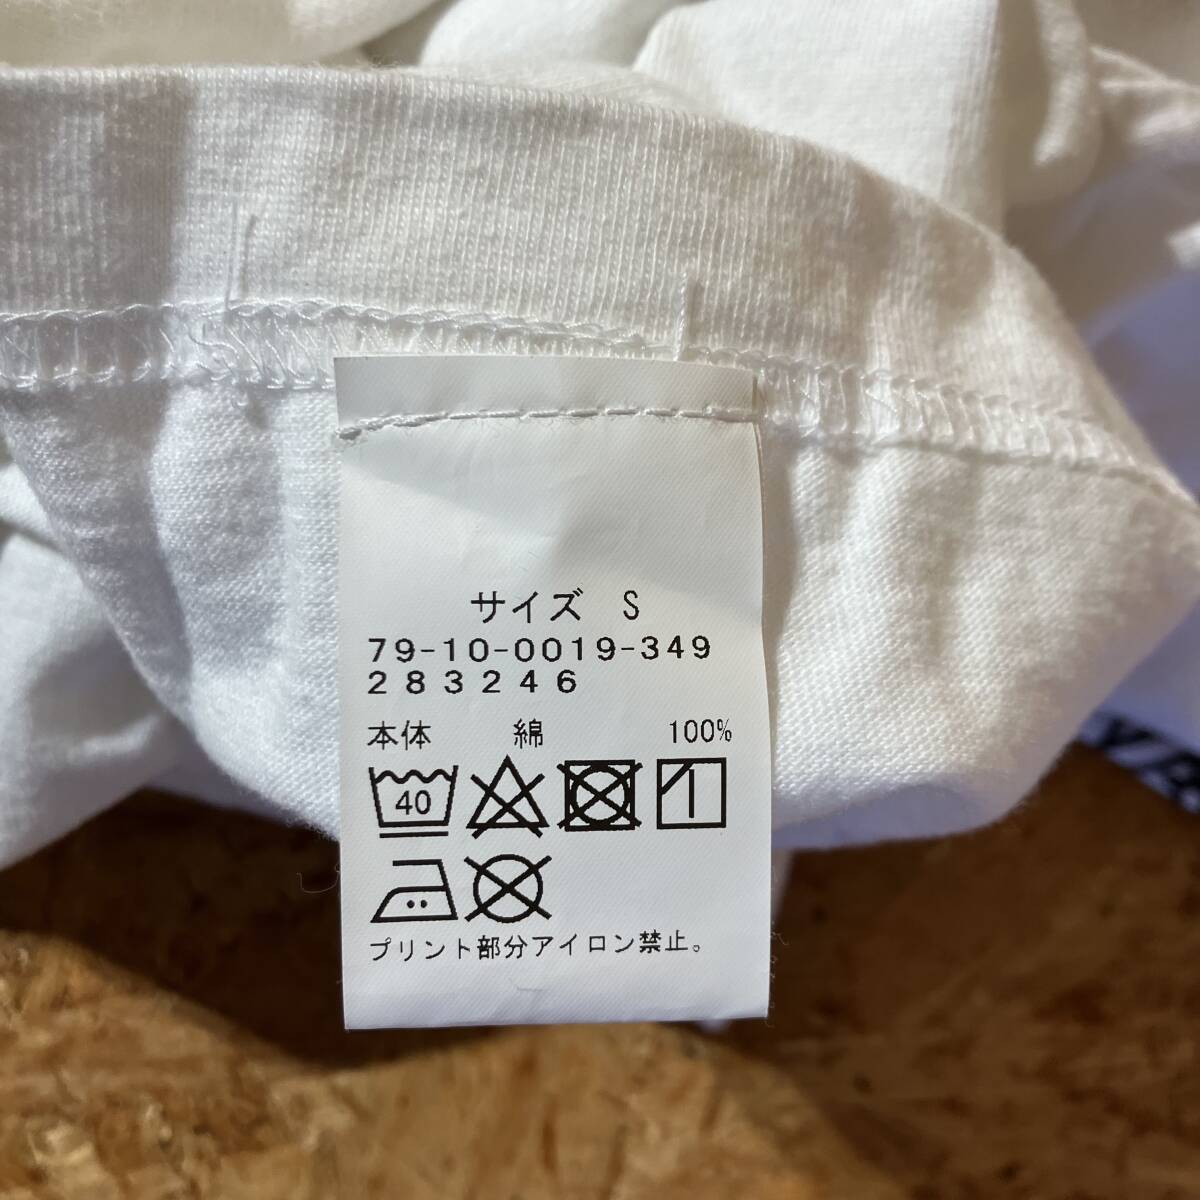 サイズ S
79-10-0019-349
283246
本体 綿 100%
40
プリント部分アイロン禁止。